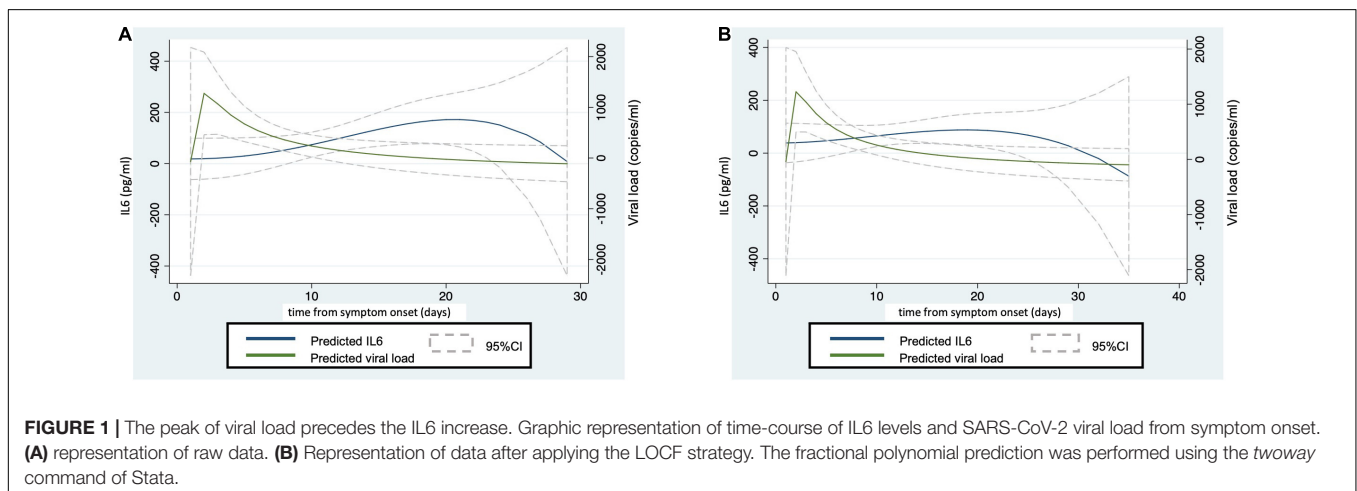 A
B
400
200
0
-200
-400
IL6 (pg/ml)
2000
1000
0
-1000
-2000
Viral load (copies/ml)
0 10 20 30
time from symptom onset (days)
Predicted IL6
Predicted viral load
95%CI
400
200
0
-200
-400
IL6 (pg/ml)
2000
1000
0
-1000
-2000
Viral load (copies/ml)
0 10 20 30 40
time from symptom onset (days)
Predicted IL6
Predicted viral load
95%CI
FIGURE 1 | The peak of viral load precedes the IL6 increase. Graphic representation of time-course of IL6 levels and SARS-CoV-2 viral load from symptom onset.
(A) representation of raw data. (B) Representation of data after applying the LOCF strategy. The fractional polynomial prediction was performed using the twoway
command of Stata.